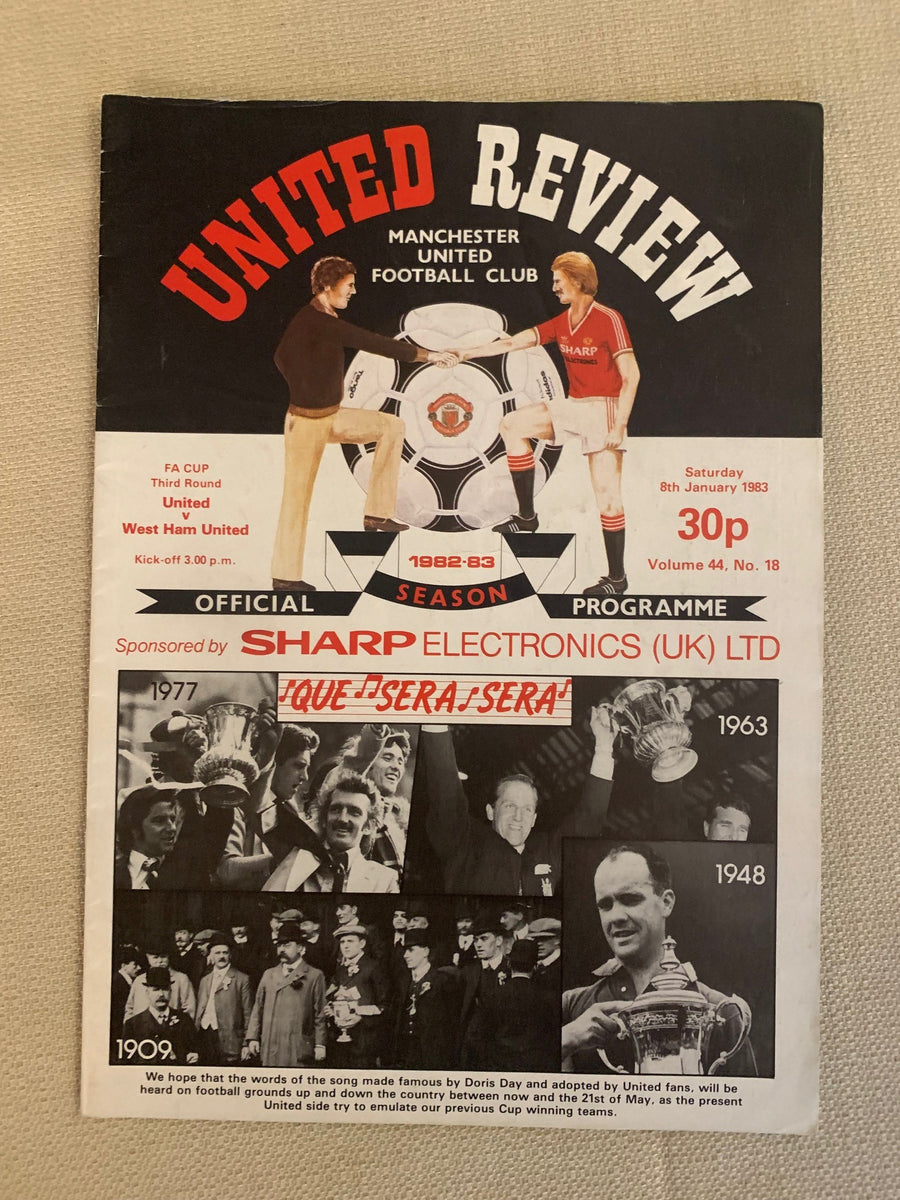 UNITED REVIEW
MANCHESTER
UNITED
FOOTBALL CLUB
SHARP
ELECTRONICS
Tango
adidas
FA CUP
Third Round
United
v
West Ham United
Kick-off 3.00 p.m.
Saturday
8th January 1983
30p
Volume 44, No. 18
1982-83
SEASON
OFFICIAL
PROGRAMME
Sponsored by SHARP ELECTRONICS (UK) LTD
QUE SERA SERA
1977
1963
1948
1909
We hope that the words of the song made famous by Doris Day and adopted by United fans, will be
heard on football grounds up and down the country between now and the 21st of May, as the present
United side try to emulate our previous Cup winning teams.